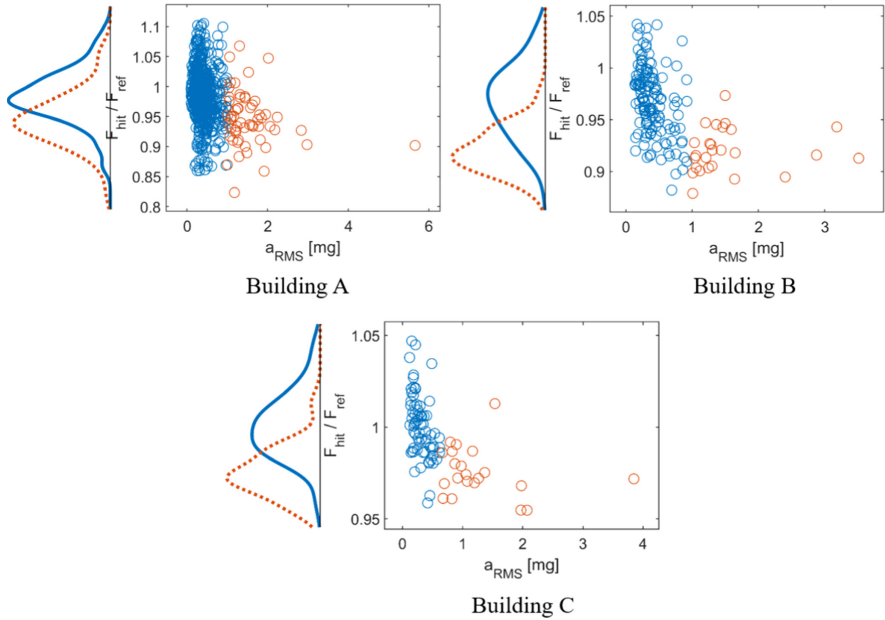 1.1
1.05
1
0.95
0.9
0.85
0.8
F_hit / F_ref
0 2 4 6
a_RMS [mg]
Building A
1.05
1
0.95
0.9
F_hit / F_ref
0 1 2 3
a_RMS [mg]
Building B
1.05
1
0.95
F_hit / F_ref
0 1 2 3 4
a_RMS [mg]
Building C